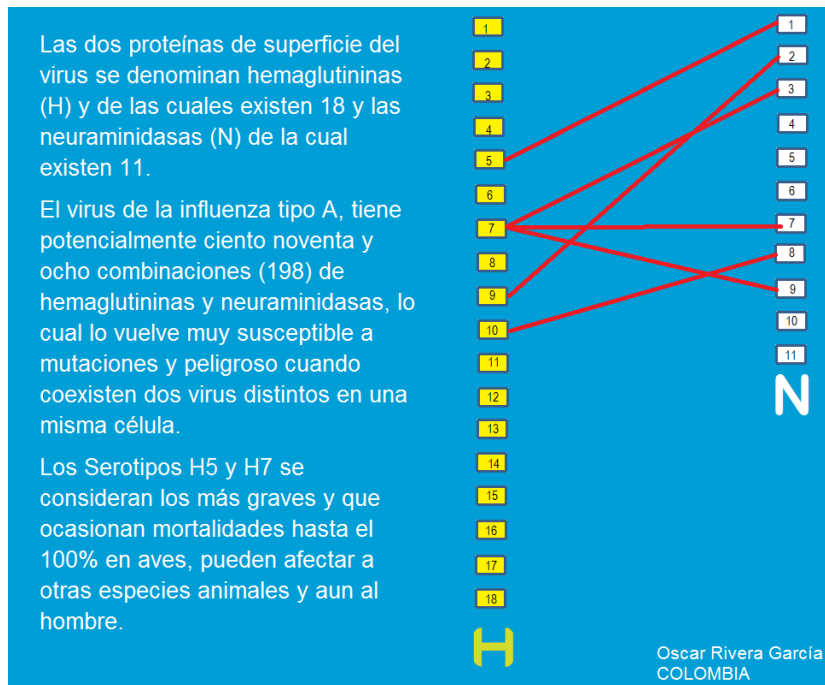 Las dos proteínas de superficie del
virus se denominan hemaglutininas
(H) y de las cuales existen 18 y las
neuraminidasas (N) de la cual
existen 11.
El virus de la influenza tipo A, tiene
potencialmente ciento noventa y
ocho combinaciones (198) de
hemaglutininas y neuraminidasas, lo
cual lo vuelve muy susceptible a
mutaciones y peligroso cuando
coexisten dos virus distintos en una
misma célula.
Los Serotipos H5 y H7 se
consideran los más graves y que
ocasionan mortalidades hasta el
100% en aves, pueden afectar a
otras especies animales y aun al
hombre.
1
2
3
4
5
6
7
8
9
10
11
12
13
14
15
16
17
18
H
1
2
3
4
5
6
7
8
9
10
11
N
Oscar Rivera García
COLOMBIA